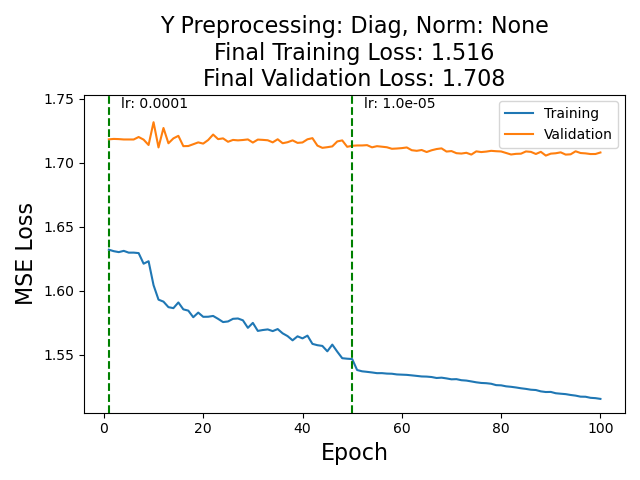 Y Preprocessing: Diag, Norm: None
Final Training Loss: 1.516
Final Validation Loss: 1.708
lr: 0.0001
lr: 1.0e-05
Training
Validation
1.75
1.70
1.65
1.60
1.55
MSE Loss
0
20
40
60
80
100
Epoch